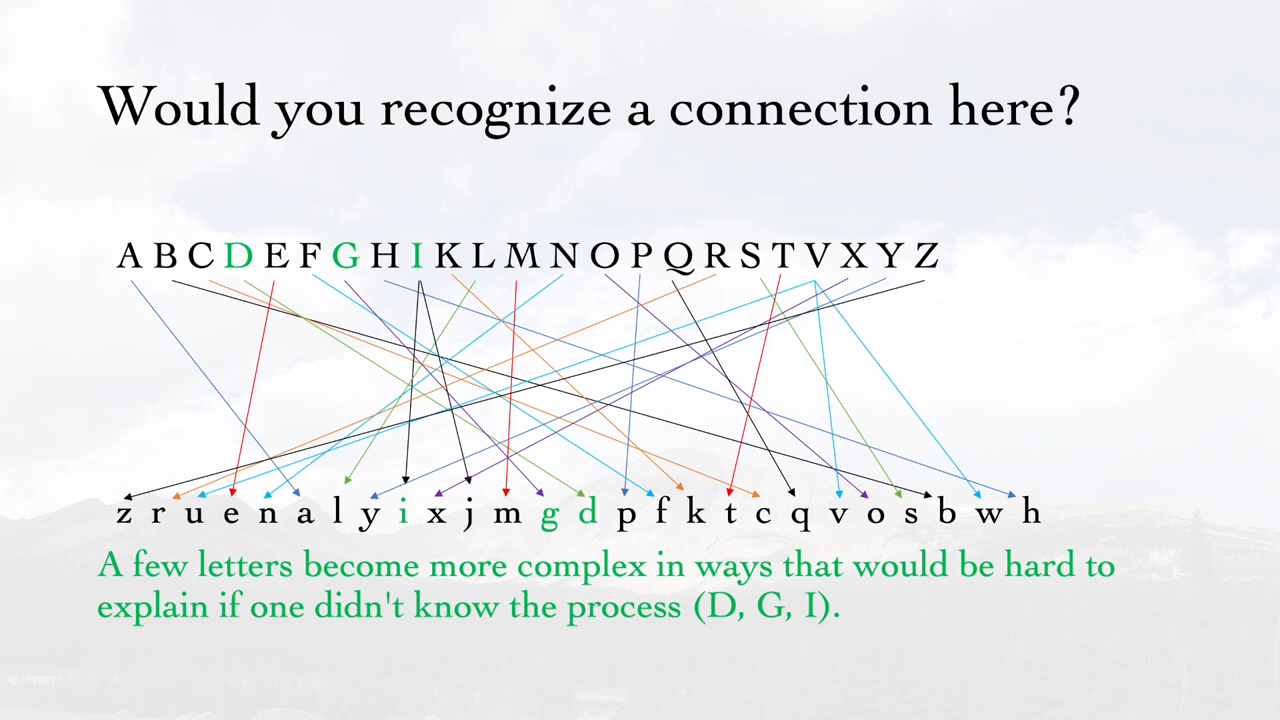 Would you recognize a connection here?
A B C D E F G H I K L M N O P Q R S T V X Y Z
z r u e n a l y i x j m g d p f k t c q v o s b w h
A few letters become more complex in ways that would be hard to
explain if one didn't know the process (D, G, I).